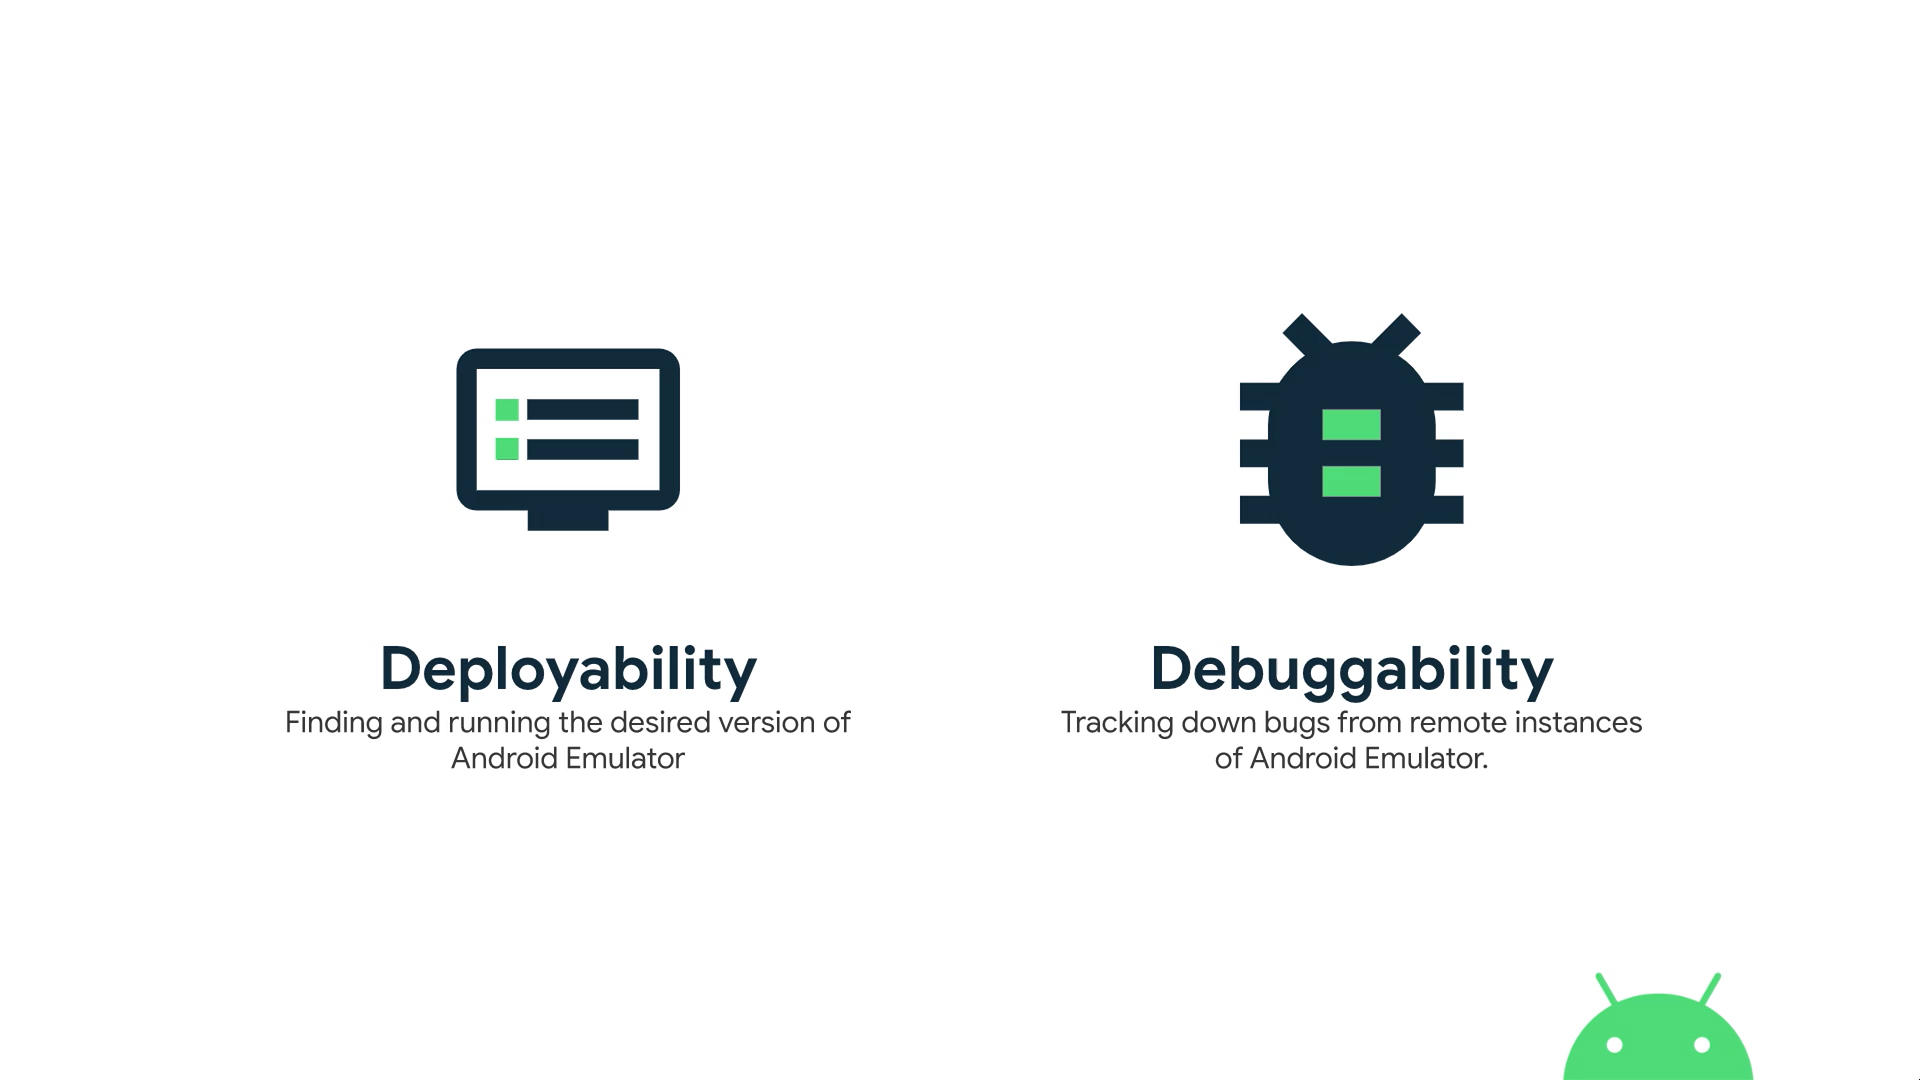 Deployability
Finding and running the desired version of
Android Emulator
Debuggability
Tracking down bugs from remote instances
of Android Emulator.